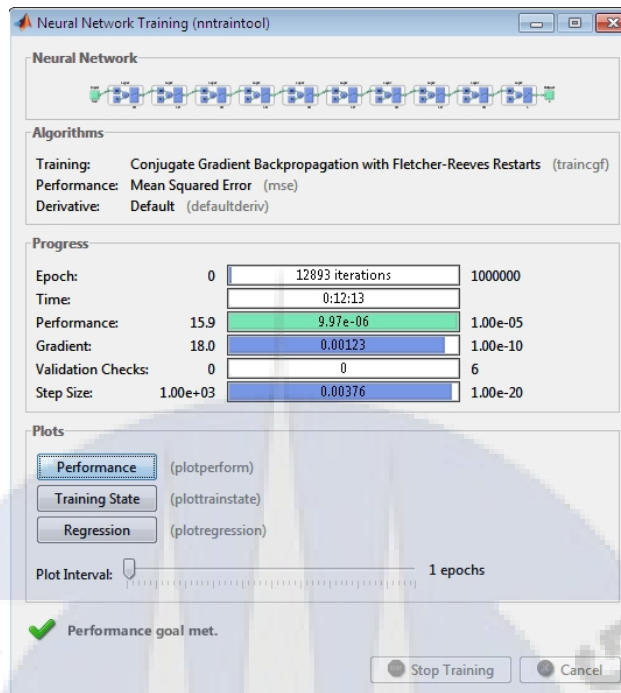 Neural Network Training (nntraintool)
Neural Network
Algorithms
Training: Conjugate Gradient Backpropagation with Fletcher-Reeves Restarts (traincgf)
Performance: Mean Squared Error (mse)
Derivative: Default (defaultderiv)
Progress
Epoch: 0 12893 iterations 1000000
Time: 0:12:13
Performance: 15.9 9.97e-06 1.00e-05
Gradient: 18.0 0.00123 1.00e-10
Validation Checks: 0 0 6
Step Size: 1.00e+03 0.00376 1.00e-20
Plots
Performance (plotperform)
Training State (plottrainstate)
Regression (plotregression)
Plot Interval: 1 epochs
Performance goal met.
Stop Training Cancel